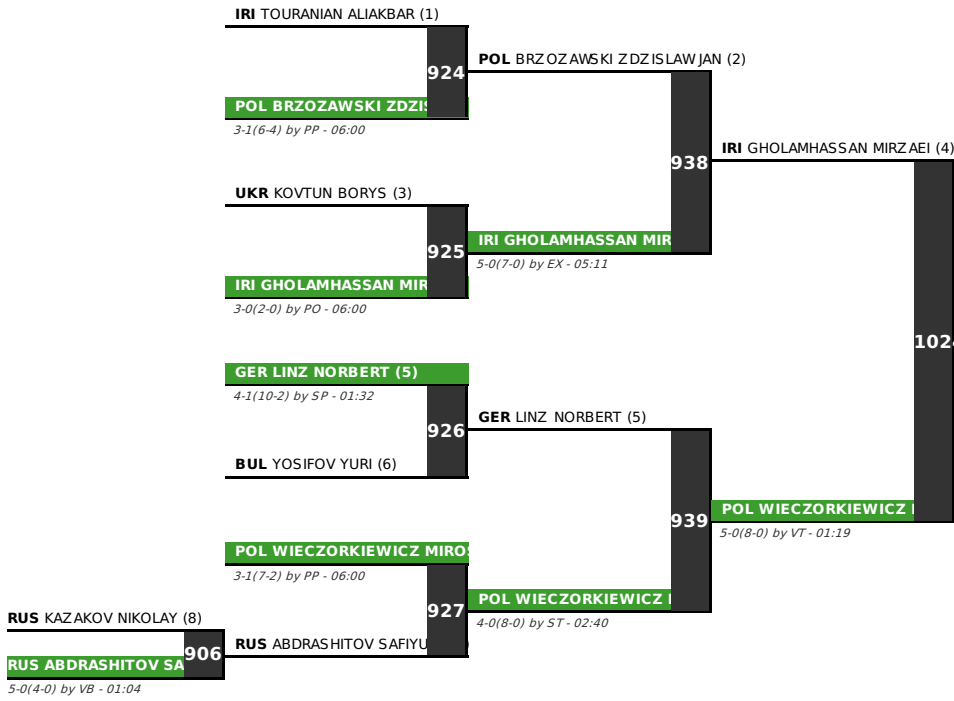 IRI TOURANIAN ALIAKBAR (1)
924
POL BRZOZAWSKI ZDZIS
3-1(6-4) by PP - 06:00
POL BRZOZAWSKI ZDZISLAW JAN (2)
938
IRI GHOLAMHASSAN MIRZAEI (4)
UKR KOVTUN BORYS (3)
925
IRI GHOLAMHASSAN MIR
3-0(2-0) by PO - 06:00
IRI GHOLAMHASSAN MIR
5-0(7-0) by EX - 05:11
1024
GER LINZ NORBERT (5)
4-1(10-2) by SP - 01:32
926
BUL YOSIFOV YURI (6)
GER LINZ NORBERT (5)
939
POL WIECZORKIEWICZ
5-0(8-0) by VT - 01:19
POL WIECZORKIEWICZ MIROS
3-1(7-2) by PP - 06:00
927
POL WIECZORKIEWICZ
4-0(8-0) by ST - 02:40
RUS KAZAKOV NIKOLAY (8)
906
RUS ABDRASHITOV SAFIYU
RUS ABDRASHITOV SA
5-0(4-0) by VB - 01:04